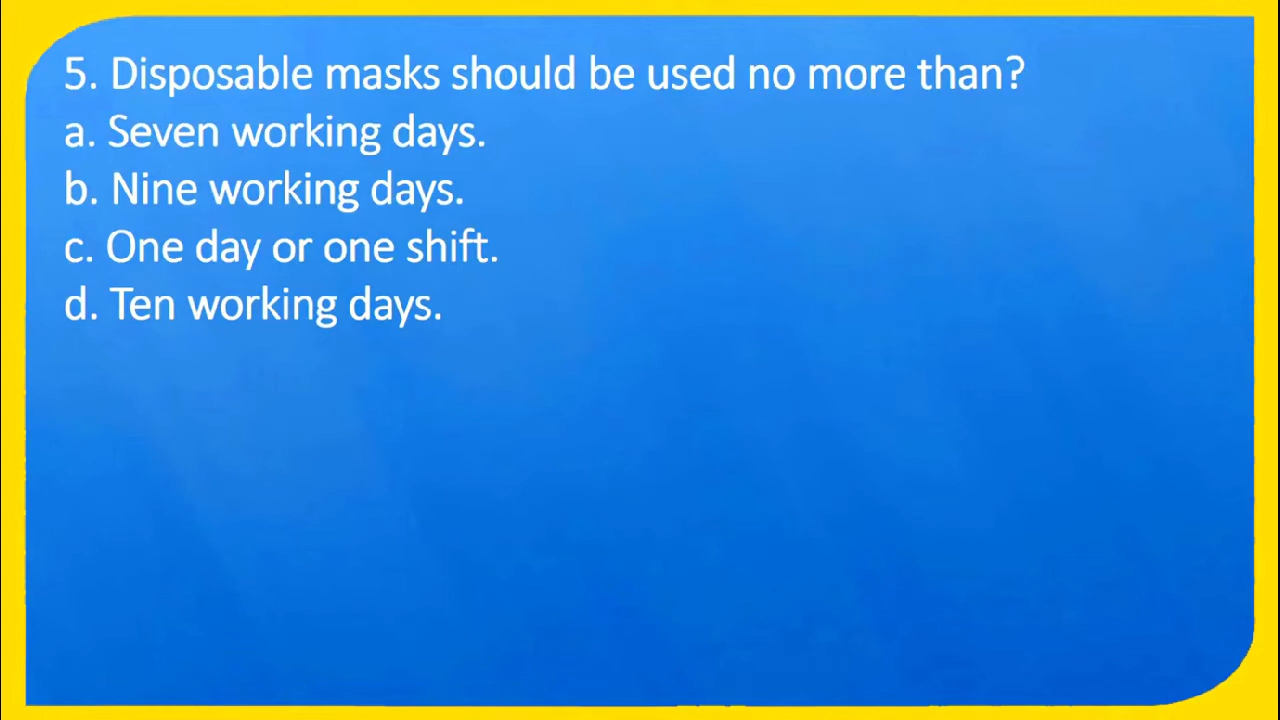 5. Disposable masks should be used no more than?
a. Seven working days.
b. Nine working days.
c. One day or one shift.
d. Ten working days.